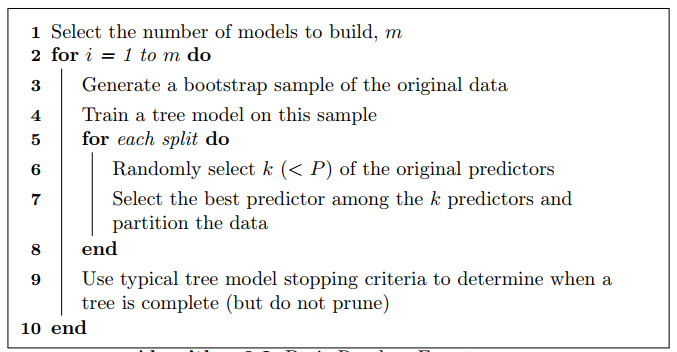 1 Select the number of models to build, m
2 for i = 1 to m do
3 Generate a bootstrap sample of the original data
4 Train a tree model on this sample
5 for each split do
6 Randomly select k (< P) of the original predictors
7 Select the best predictor among the k predictors and
partition the data
8 end
9 Use typical tree model stopping criteria to determine when a
tree is complete (but do not prune)
10 end